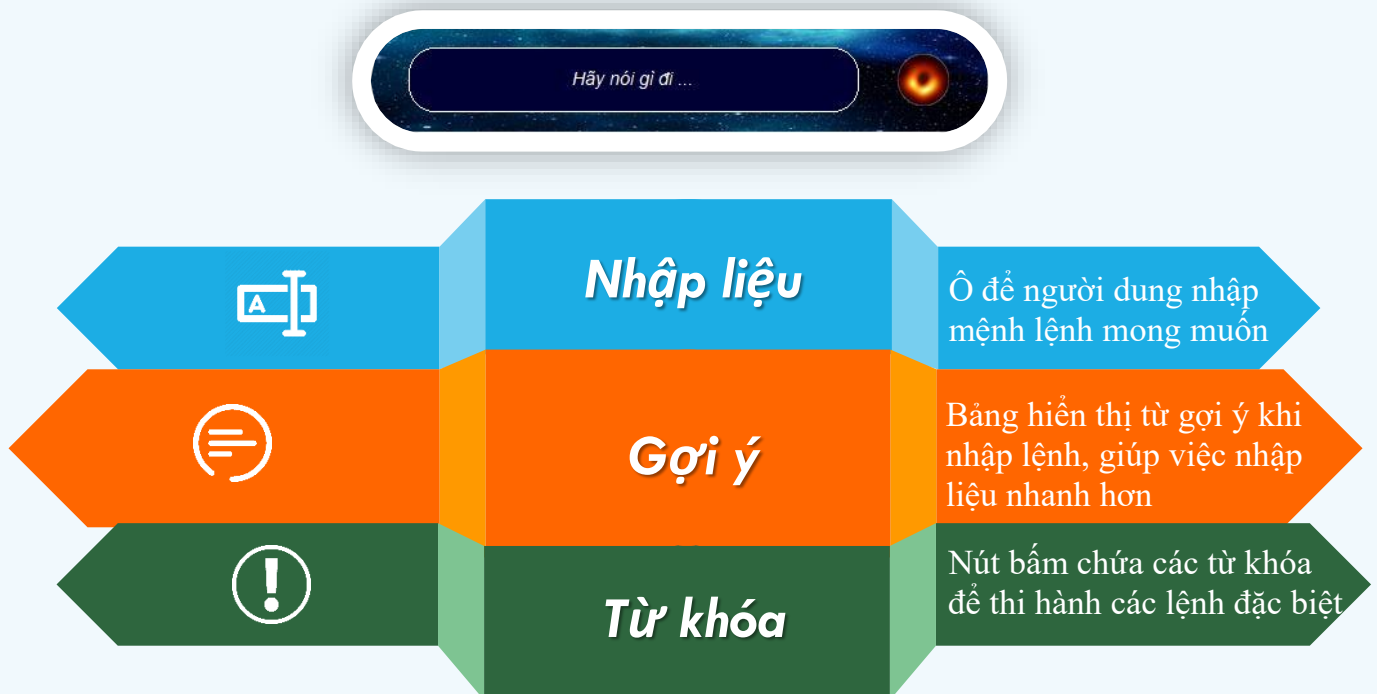 Hãy nói gì đi ...
Nhập liệu
Ô để người dung nhập
mệnh lệnh mong muốn
A
Gợi ý
Bảng hiển thị từ gợi ý khi
nhập lệnh, giúp việc nhập
liệu nhanh hơn
Từ khóa
Nút bấm chứa các từ khóa
để thi hành các lệnh đặc biệt